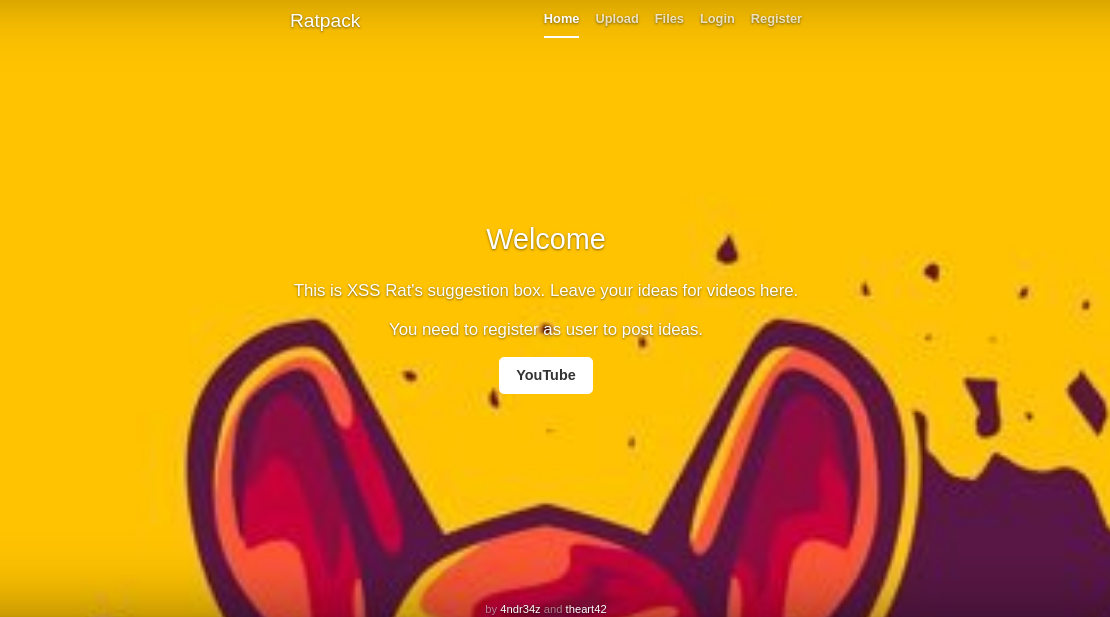 Ratpack
Home Upload Files Login Register
Welcome
This is XSS Rat's suggestion box. Leave your ideas for videos here.
You need to register as user to post ideas.
YouTube
by 4ndr34z and theart42